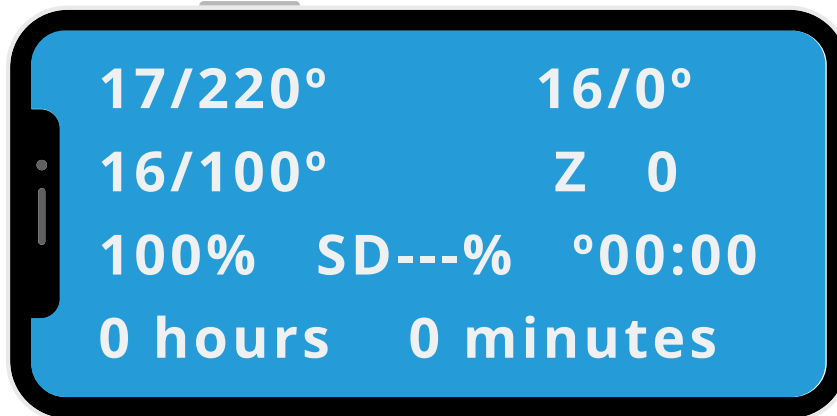 17/220º 16/0º
16/100º Z 0
100% SD---% º00:00
0 hours 0 minutes